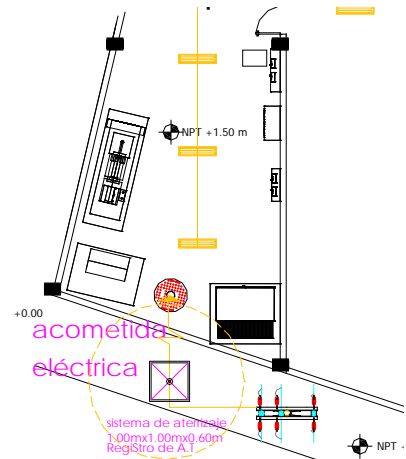 NPT +1.50 m
+0.00
acometida
eléctrica
sistema de aterrizaje
1.00mx1.00mx0.60m
RegiStro de A.T.
NPT +